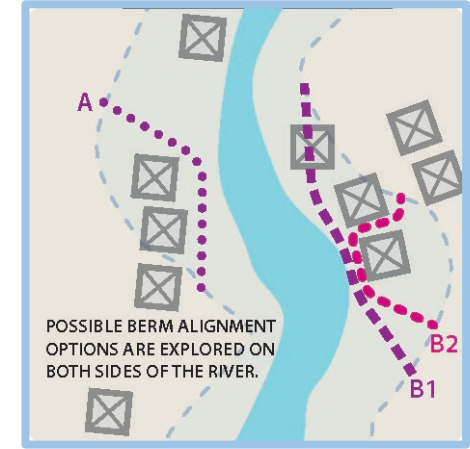 A
POSSIBLE BERM ALIGNMENT
OPTIONS ARE EXPLORED ON
BOTH SIDES OF THE RIVER.
B2
B1